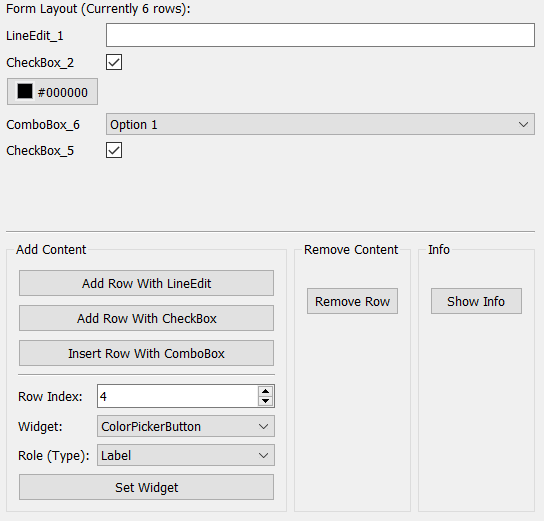 Form Layout (Currently 6 rows):
LineEdit_1
CheckBox_2
#000000
ComboBox_6
Option 1
CheckBox_5
Add Content
Add Row With LineEdit
Add Row With CheckBox
Insert Row With ComboBox
Row Index:
4
Widget:
ColorPickerButton
Role (Type):
Label
Set Widget
Remove Content
Remove Row
Info
Show Info